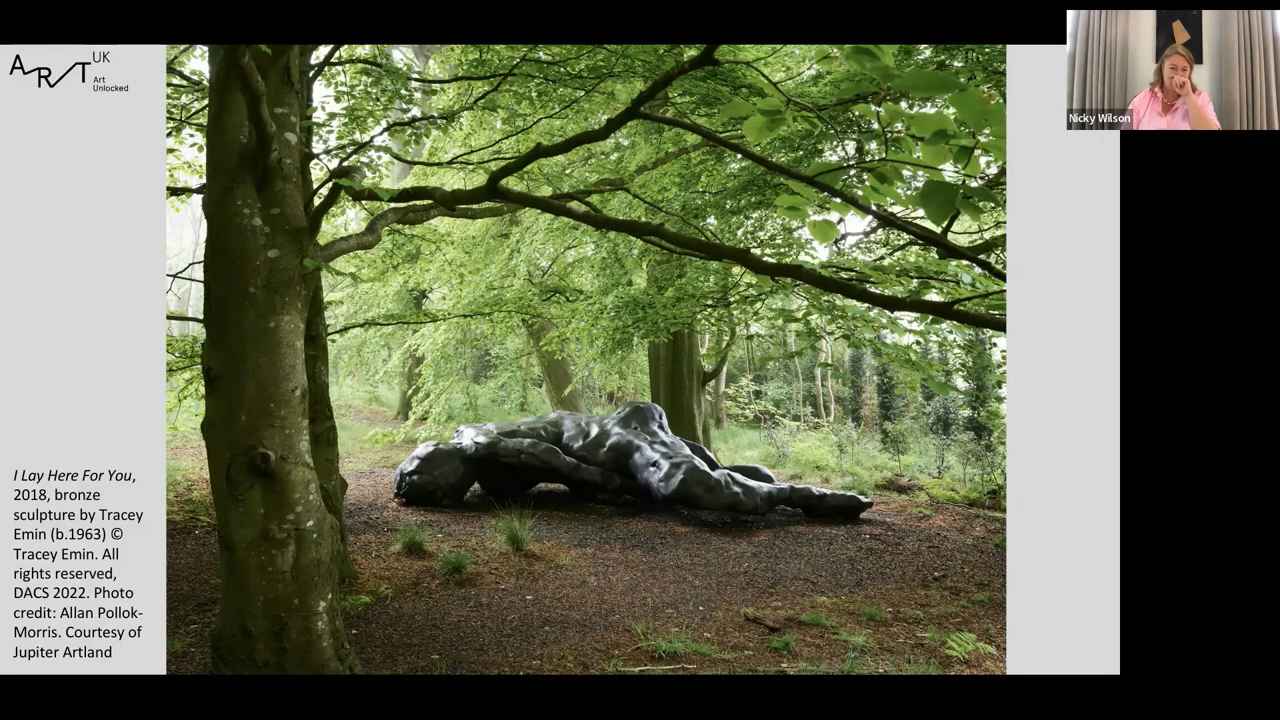 ART UK
Art
Unlocked
Nicky Wilson
I Lay Here For You,
2018, bronze
sculpture by Tracey
Emin (b.1963) ©
Tracey Emin. All
rights reserved,
DACS 2022. Photo
credit: Allan Pollok-
Morris. Courtesy of
Jupiter Artland